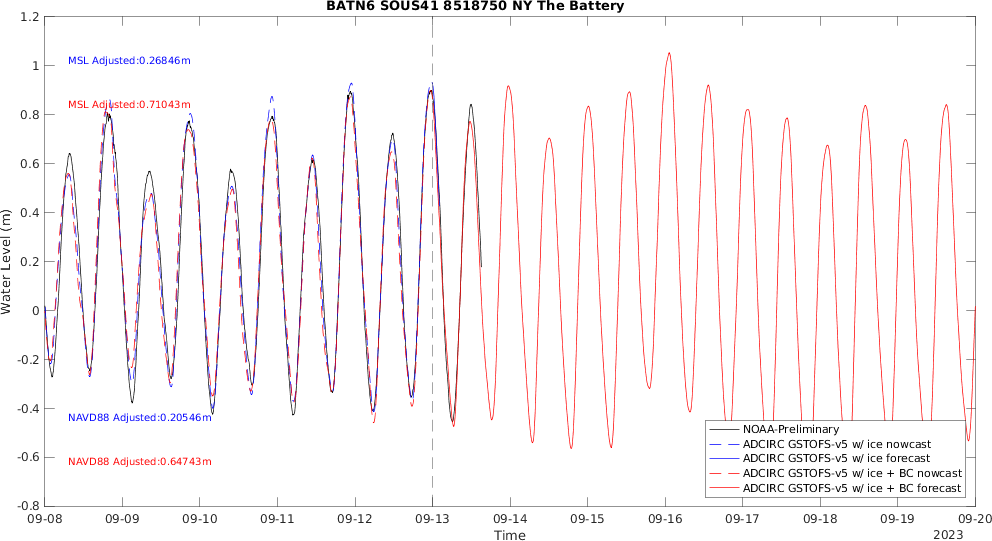 BATN6 SOUS41 8518750 NY The Battery
1.2
1
0.8
0.6
0.4
0.2
0
-0.2
-0.4
-0.6
-0.8
Water Level (m)
MSL Adjusted:0.26846m
MSL Adjusted:0.71043m
NAVD88 Adjusted:0.20546m
NAVD88 Adjusted:0.64743m
NOAA-Preliminary
ADCIRC GSTOFS-v5 w/ ice nowcast
ADCIRC GSTOFS-v5 w/ ice forecast
ADCIRC GSTOFS-v5 w/ ice + BC nowcast
ADCIRC GSTOFS-v5 w/ ice + BC forecast
09-08 09-09 09-10 09-11 09-12 09-13 09-14 09-15 09-16 09-17 09-18 09-19 09-20
Time
2023